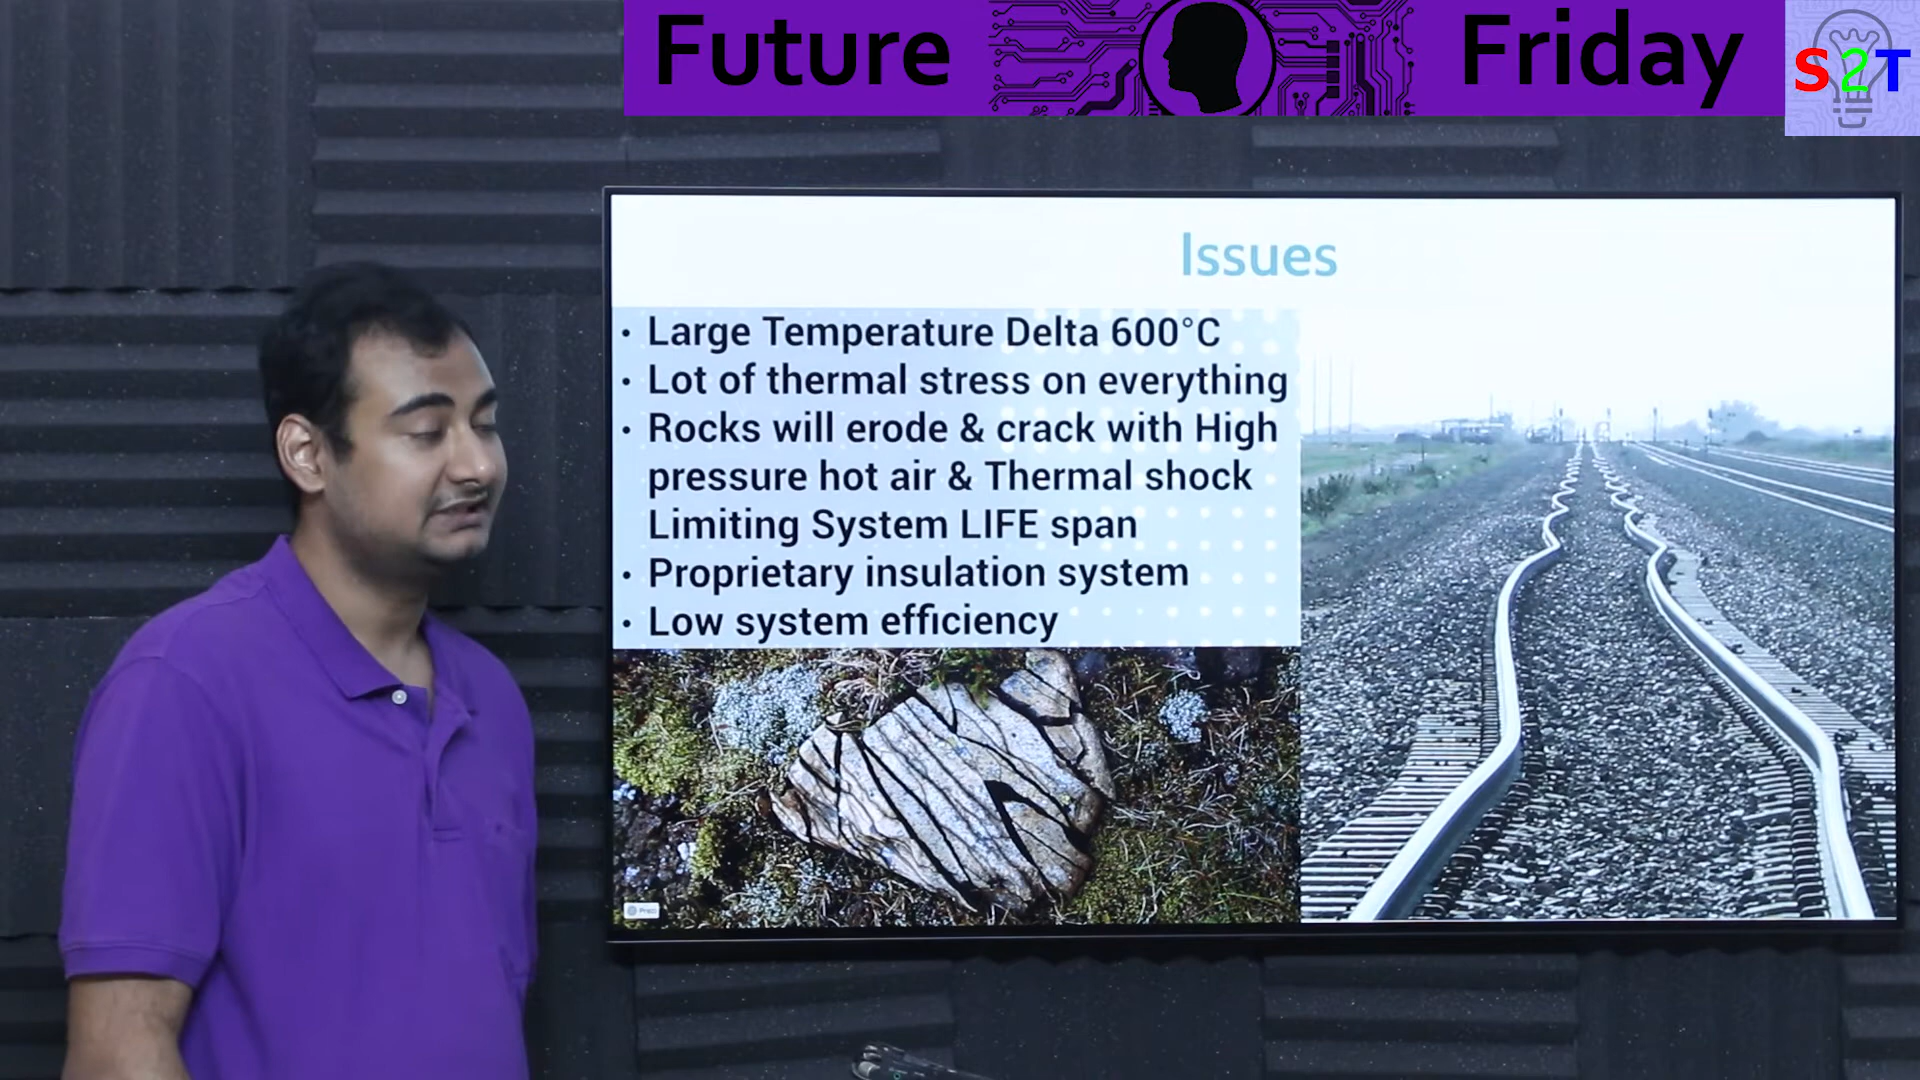 Future Friday
S2T
Issues
• Large Temperature Delta 600°C
• Lot of thermal stress on everything
• Rocks will erode & crack with High
pressure hot air & Thermal shock
Limiting System LIFE span
• Proprietary insulation system
• Low system efficiency
Prezi